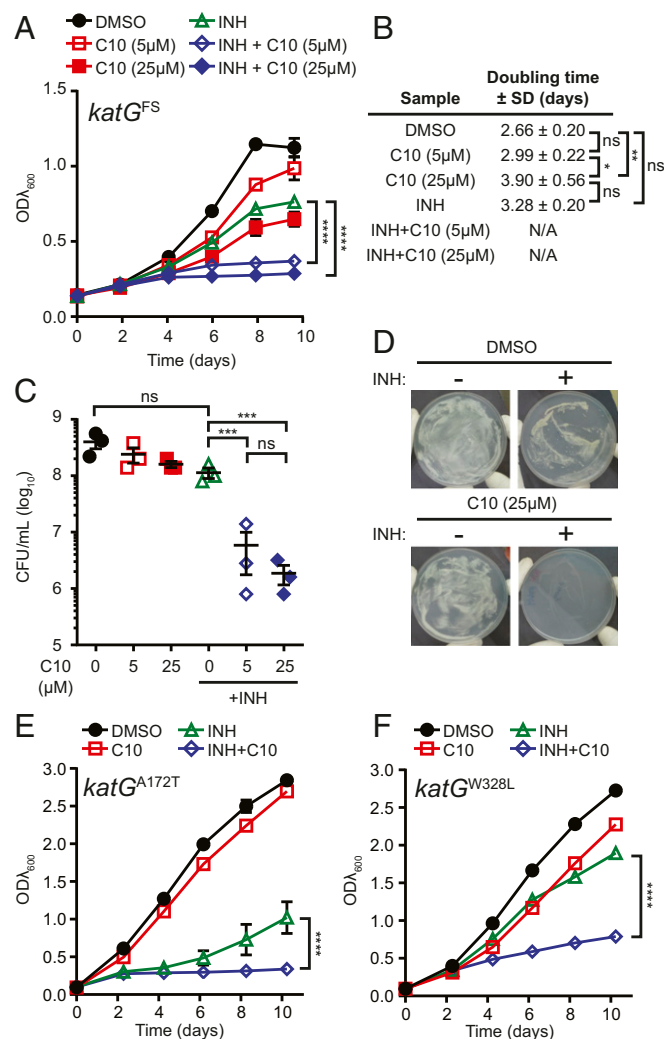 A
DMSO INH
C10 (5µM) INH + C10 (5µM)
C10 (25µM) INH + C10 (25µM)
katGFS
1.5
1.0
0.5
0.0
ODλ600
0 2 4 6 8 10
Time (days)
****
****
B
Doubling time
Sample ± SD (days)
DMSO 2.66 ± 0.20
C10 (5µM) 2.99 ± 0.22
C10 (25µM) 3.90 ± 0.56
INH 3.28 ± 0.20
INH+C10 (5µM) N/A
INH+C10 (25µM) N/A
ns
*
ns
**
ns
C
ns
***
***
ns
9
8
7
6
5
CFU/mL (log10)
C10 0 5 25 0 5 25
(µM)
+INH
D
DMSO
INH: - +
C10 (25µM)
INH: - +
E
DMSO INH
C10 INH+C10
katGA172T
3.0
2.5
2.0
1.5
1.0
0.5
0.0
ODλ600
0 2 4 6 8 10
Time (days)
****
F
DMSO INH
C10 INH+C10
katGW328L
3.0
2.5
2.0
1.5
1.0
0.5
0.0
ODλ600
0 2 4 6 8 10
Time (days)
****